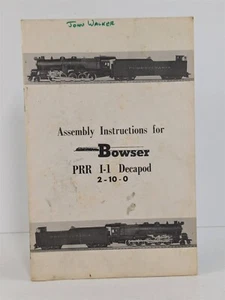 John Walker
Assembly Instructions for
Bowser
PRR I-1 Decapod
2-10-0